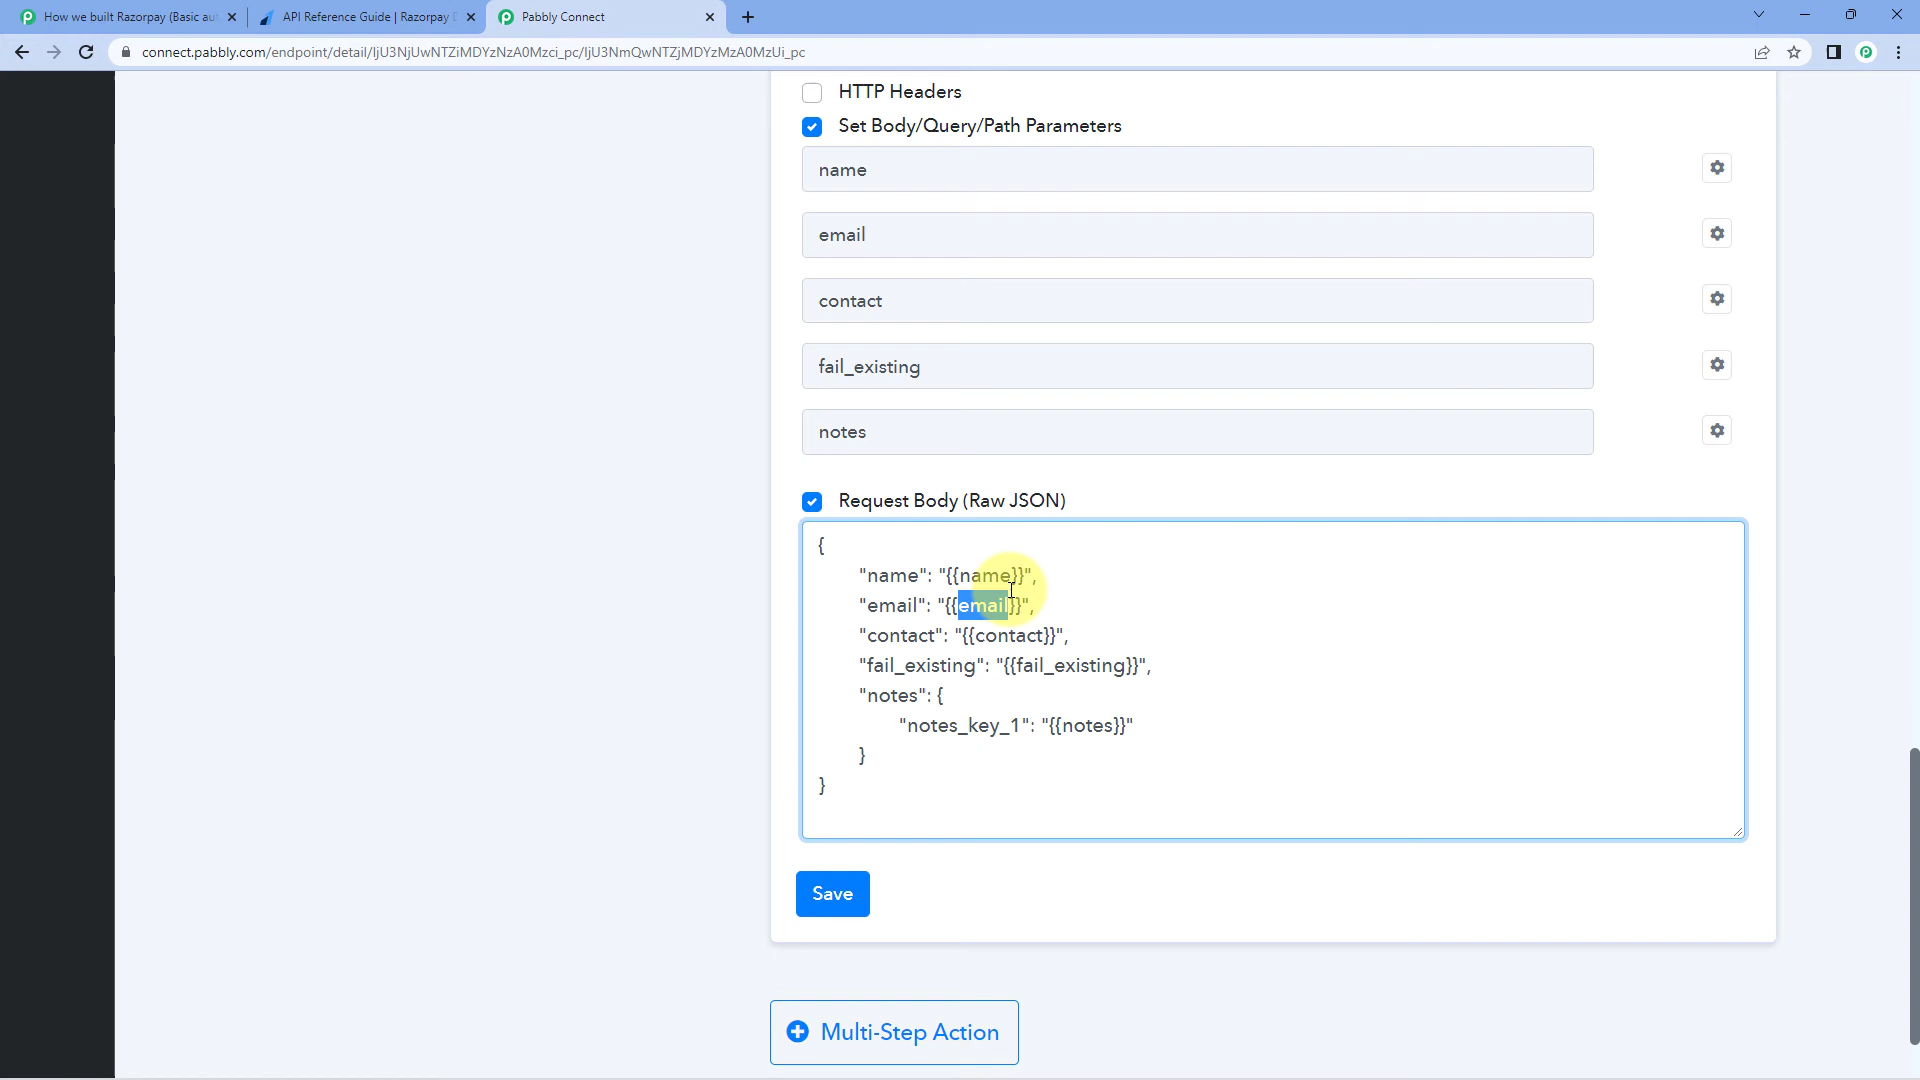 How we built Razorpay (Basic au
API Reference Guide | Razorpay D
Pabbly Connect
connect.pabbly.com/endpoint/detail/IjU3NjUwNTZiMDYzNzA0Mzci_pc/IjU3NmQwNTZjMDYzMzA0MzUi_pc
HTTP Headers
Set Body/Query/Path Parameters
name
email
contact
fail_existing
notes
Request Body (Raw JSON)
{
"name": "{{name}}",
"email": "{{email}}",
"contact": "{{contact}}",
"fail_existing": "{{fail_existing}}",
"notes": {
"notes_key_1": "{{notes}}"
}
}
Save
Multi-Step Action